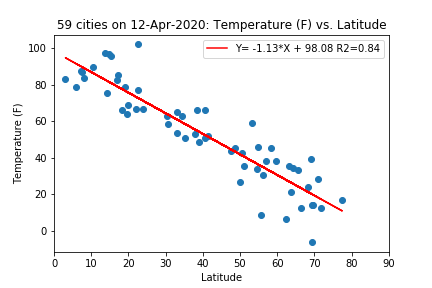 59 cities on 12-Apr-2020: Temperature (F) vs. Latitude
Y= -1.13*X + 98.08 R2=0.84
100
80
60
40
20
0
Temperature (F)
0 10 20 30 40 50 60 70 80 90
Latitude